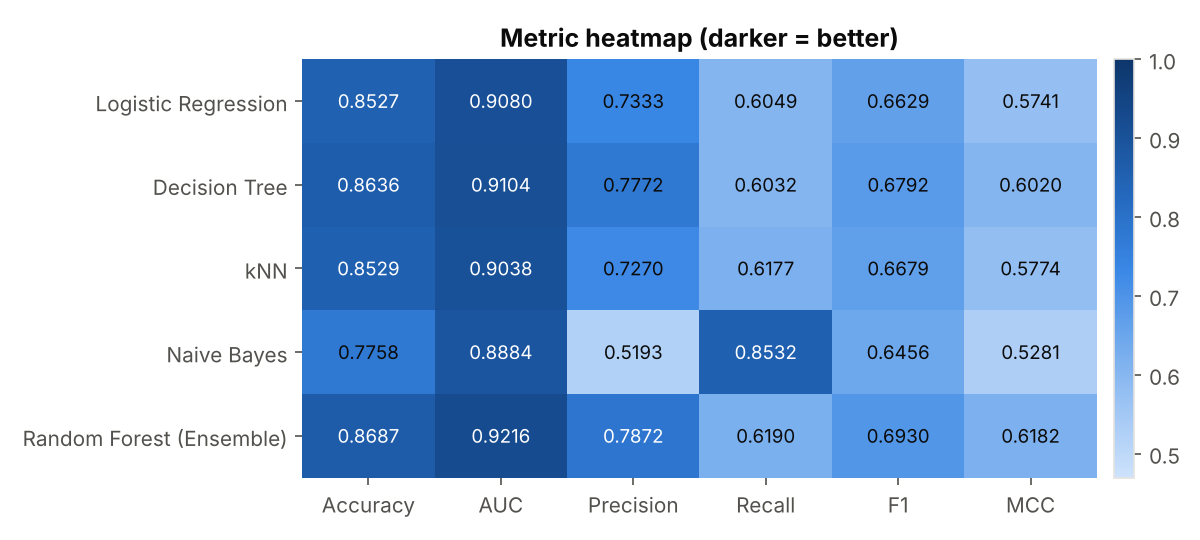 Metric heatmap (darker = better)
Logistic Regression 0.8527 0.9080 0.7333 0.6049 0.6629 0.5741
Decision Tree 0.8636 0.9104 0.7772 0.6032 0.6792 0.6020
kNN 0.8529 0.9038 0.7270 0.6177 0.6679 0.5774
Naive Bayes 0.7758 0.8884 0.5193 0.8532 0.6456 0.5281
Random Forest (Ensemble) 0.8687 0.9216 0.7872 0.6190 0.6930 0.6182
Accuracy AUC Precision Recall F1 MCC
1.0
0.9
0.8
0.7
0.6
0.5